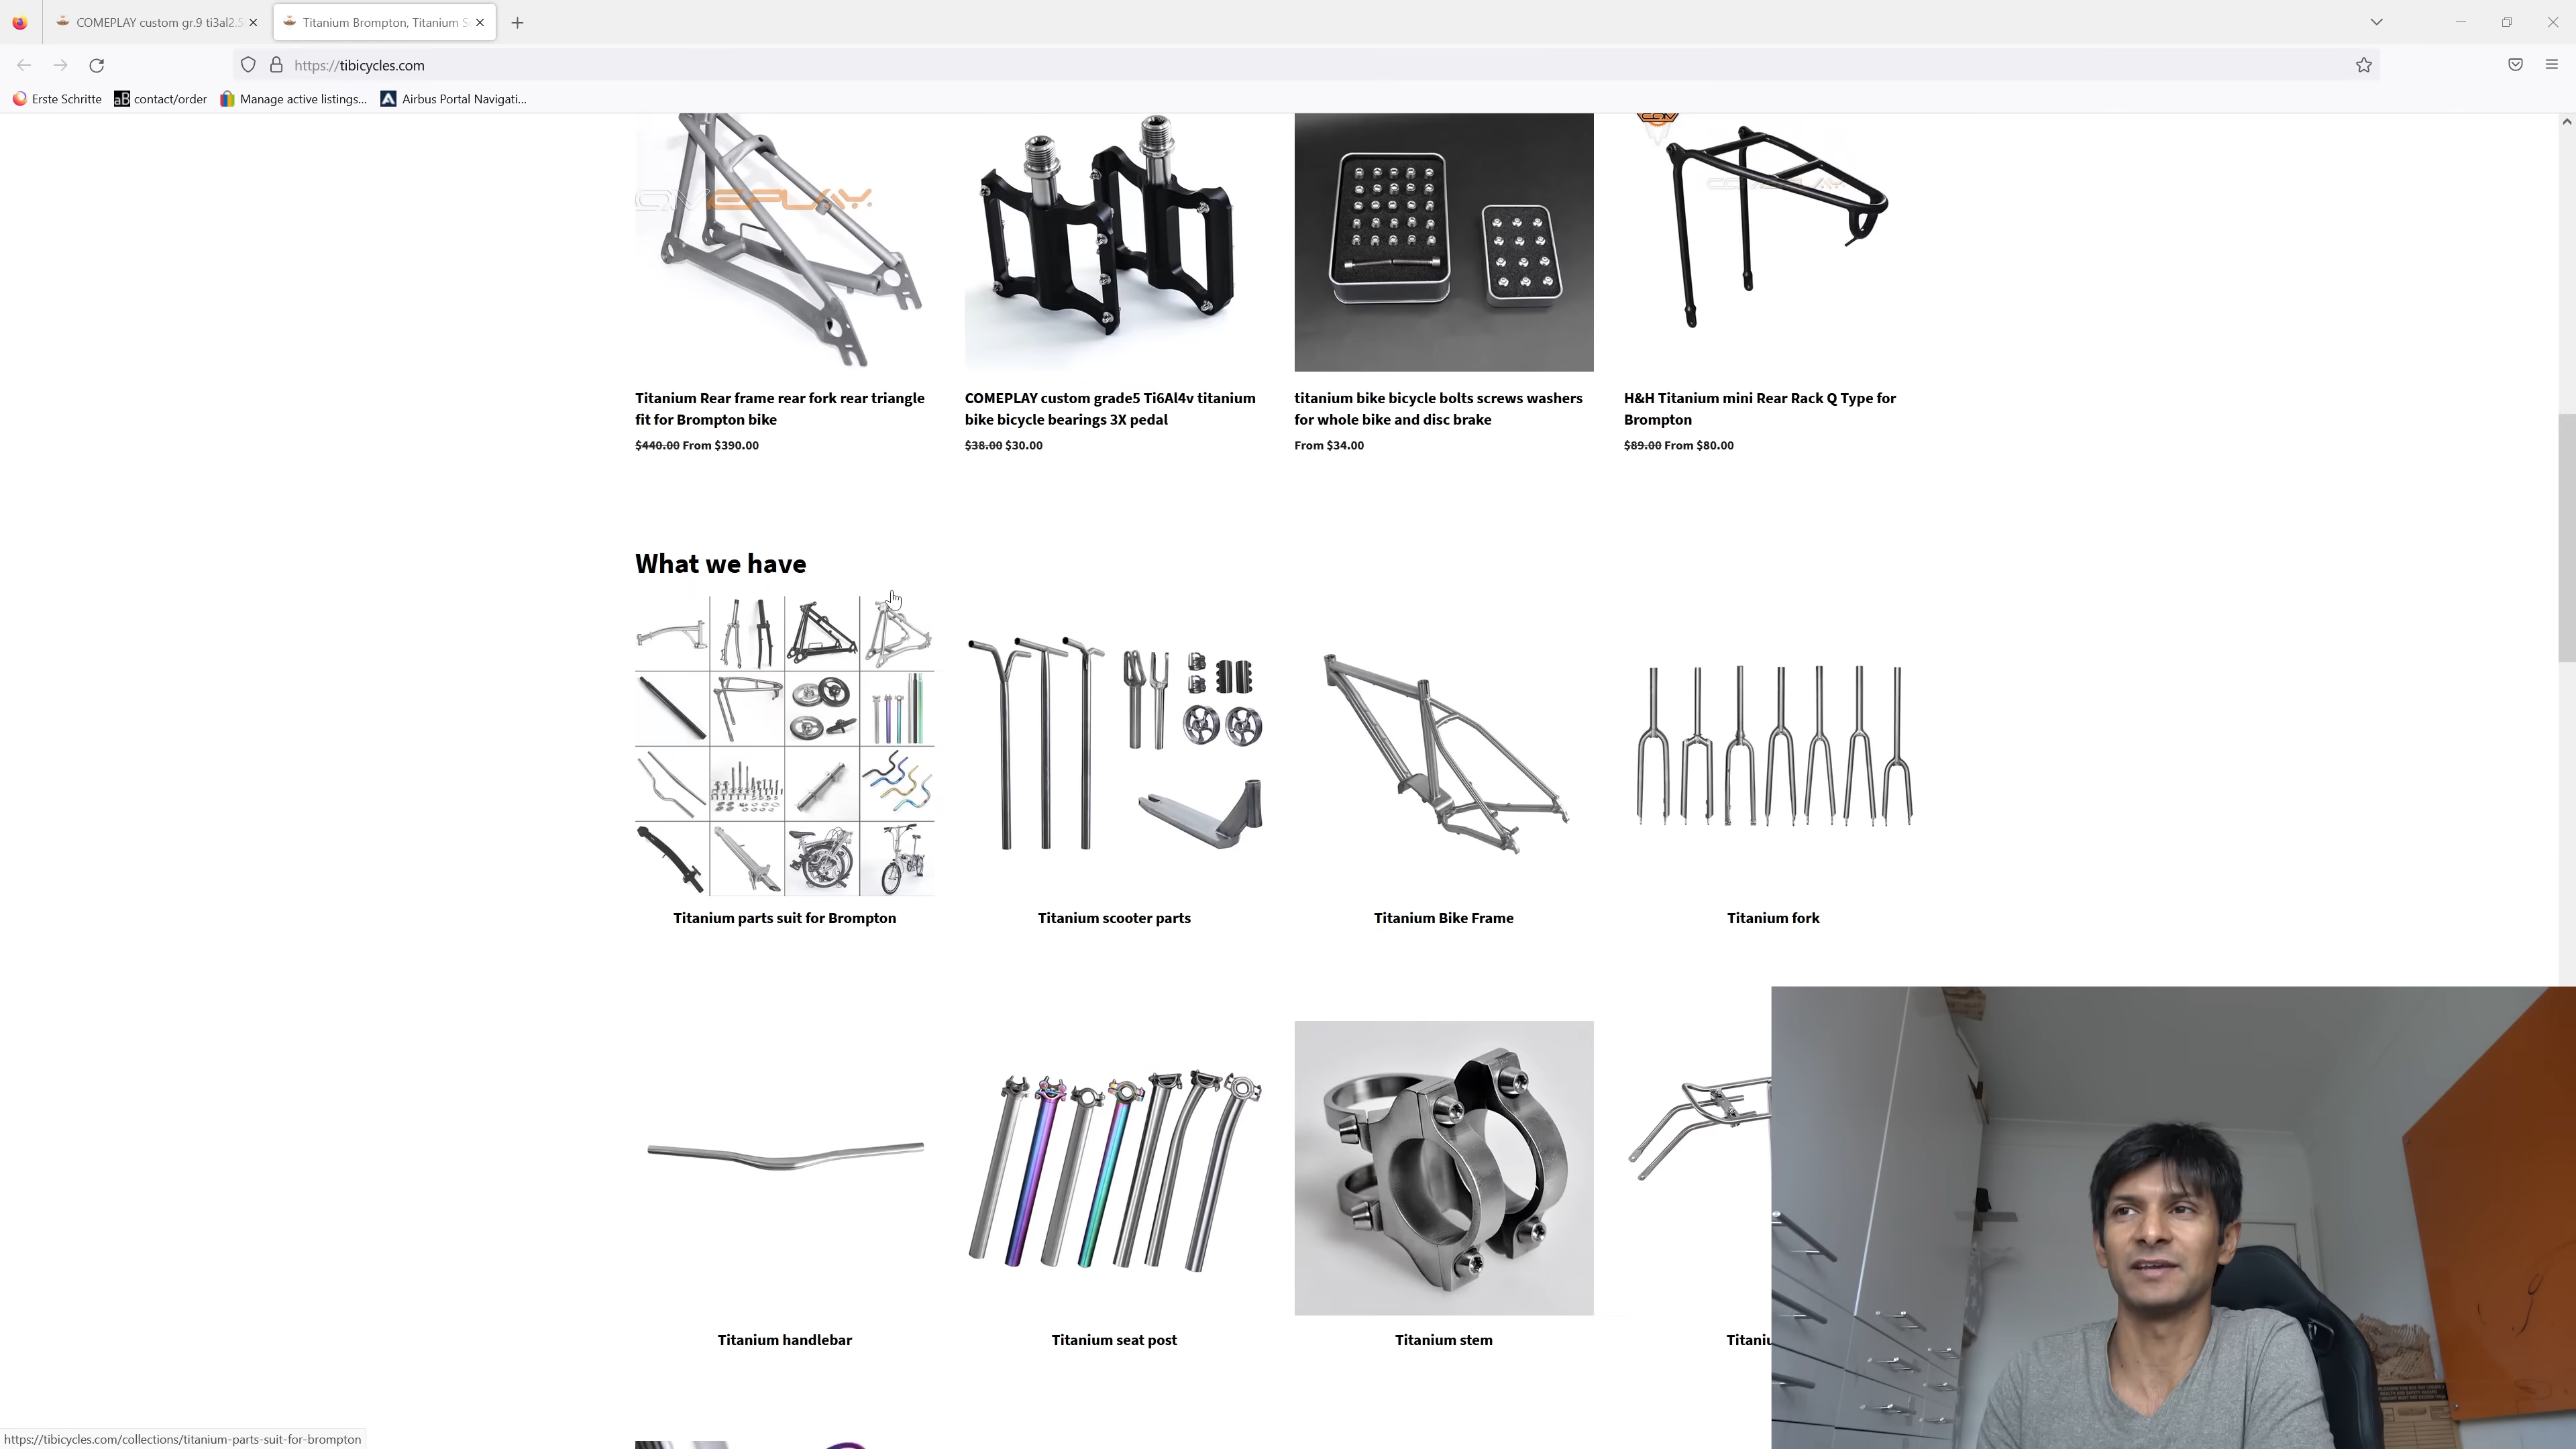 COMEPLAY custom gr.9 ti3al2.5
Titanium Brompton, Titanium S
https://tibicycles.com
Erste Schritte
contact/order
Manage active listings...
Airbus Portal Navigati...
Titanium Rear frame rear fork rear triangle
fit for Brompton bike
$440.00 From $390.00
COMEPLAY custom grade5 Ti6Al4v titanium
bike bicycle bearings 3X pedal
$38.00 $30.00
titanium bike bicycle bolts screws washers
for whole bike and disc brake
From $34.00
H&H Titanium mini Rear Rack Q Type for
Brompton
$89.00 From $80.00
What we have
Titanium parts suit for Brompton
Titanium scooter parts
Titanium Bike Frame
Titanium fork
Titanium handlebar
Titanium seat post
Titanium stem
https://tibicycles.com/collections/titanium-parts-suit-for-brompton